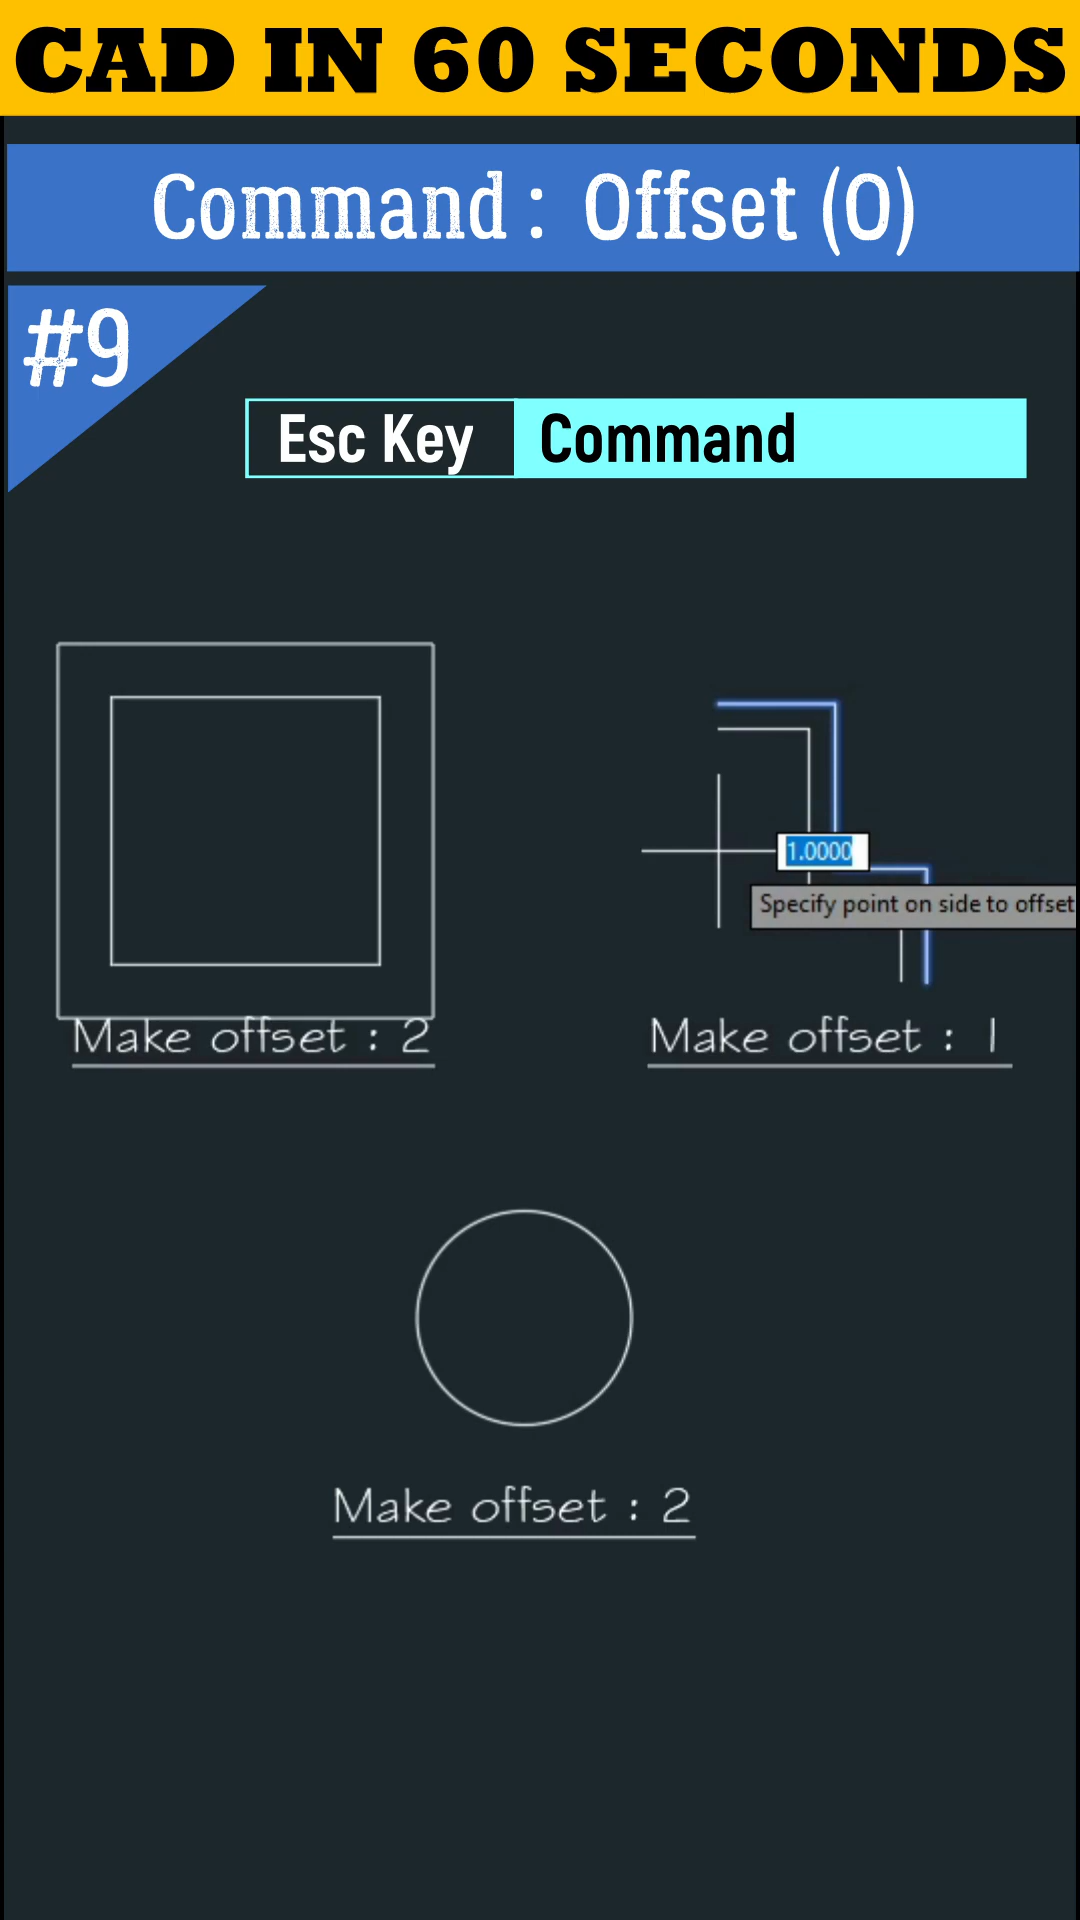 CAD IN 60 SECONDS
Command : Offset (O)
#9
Esc Key Command
1.0000
Specify point on side to offset
Make offset : 2
Make offset : 1
Make offset : 2